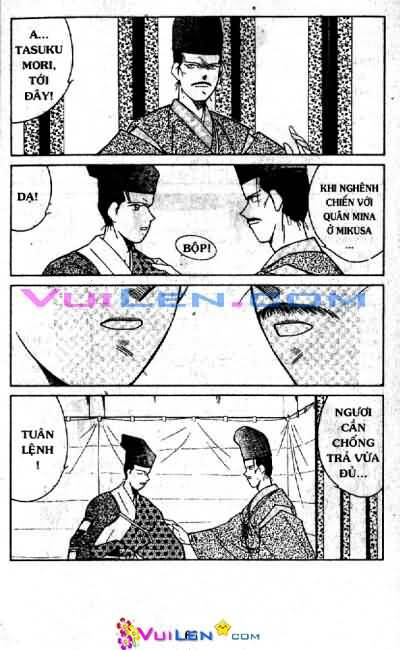 A...
TASUKU
MORI,
TỚI
ĐÂY!
DẠ!
BỘP!
KHI NGHÊNH
CHIẾN VỚI
QUÂN MINA
Ở MIKUSA
...
VUILEN.COM
TUÂN
LỆNH
!
NGƯƠI
CẦN
CHỐNG
TRẢ VỪA
ĐỦ...
VUILEN